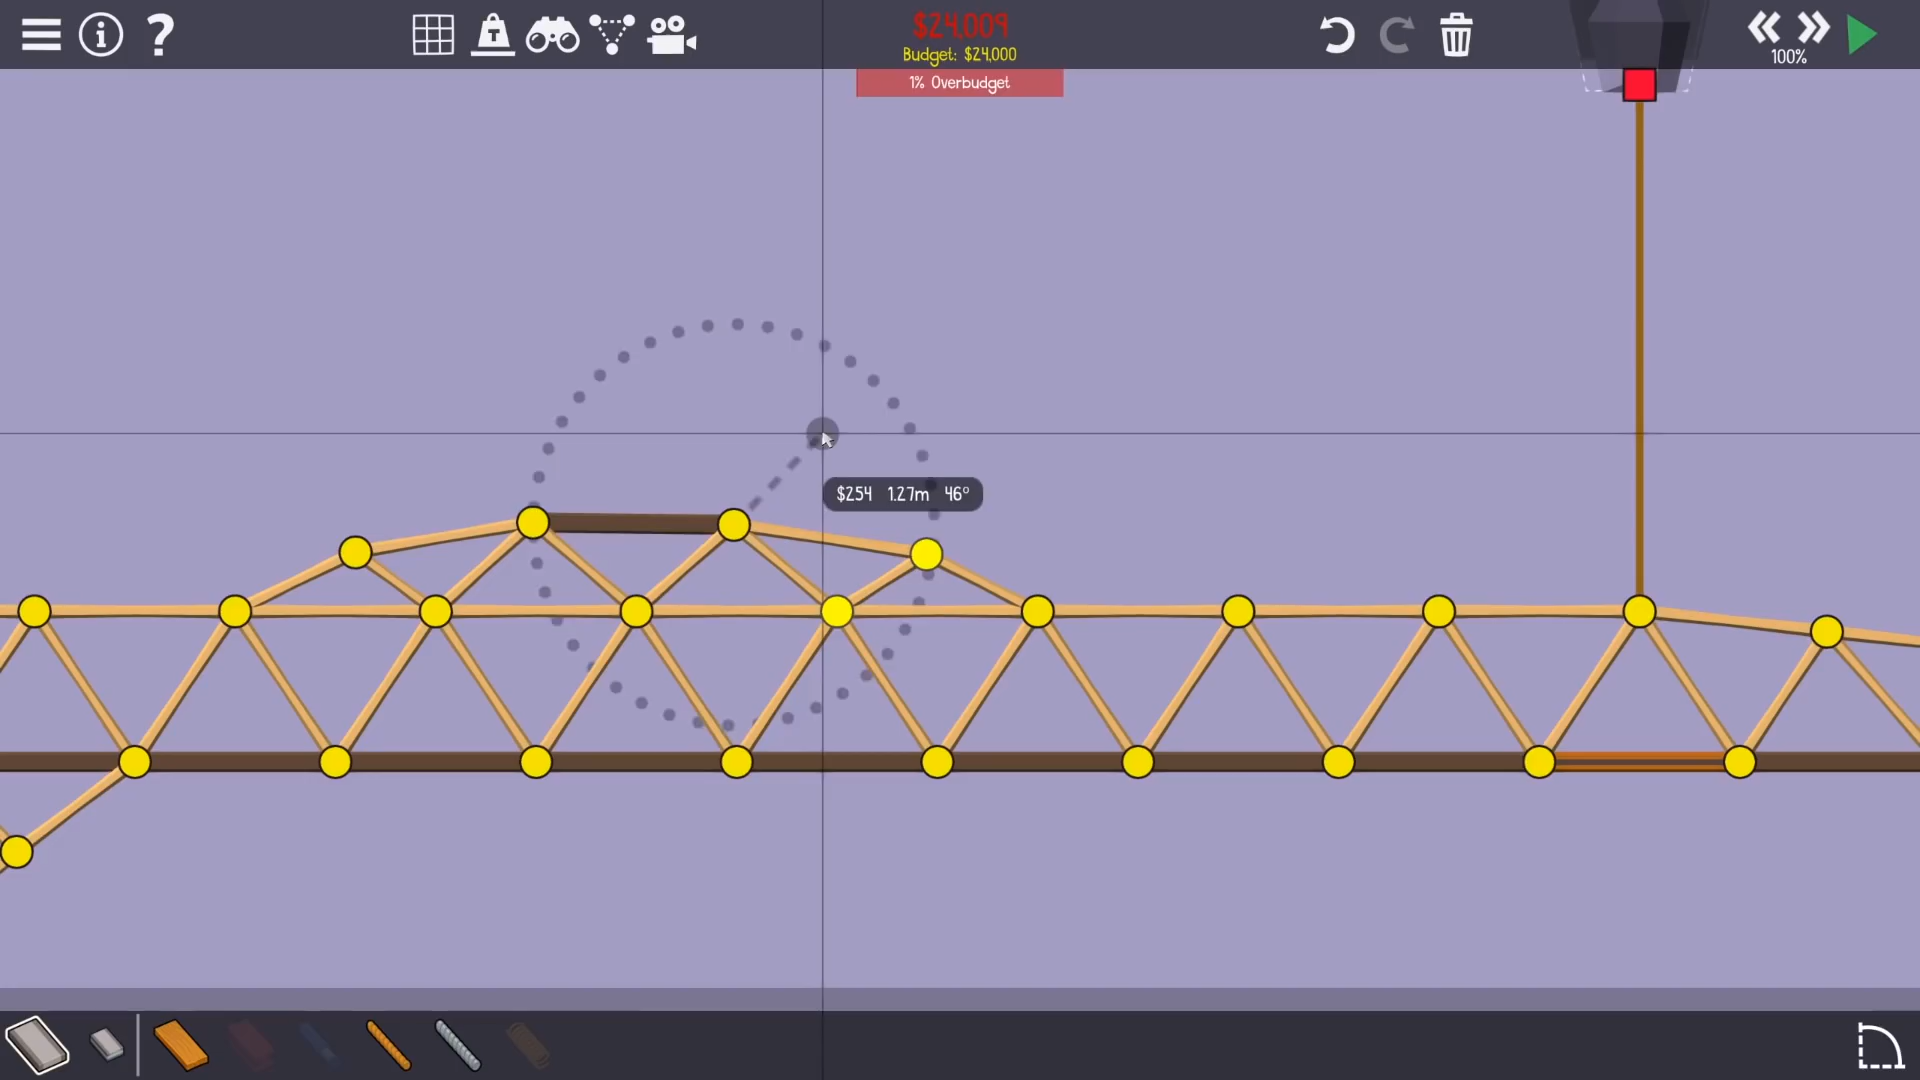 $24,009
Budget: $24,000
1% Overbudget
100%
$254 1.27m 46°